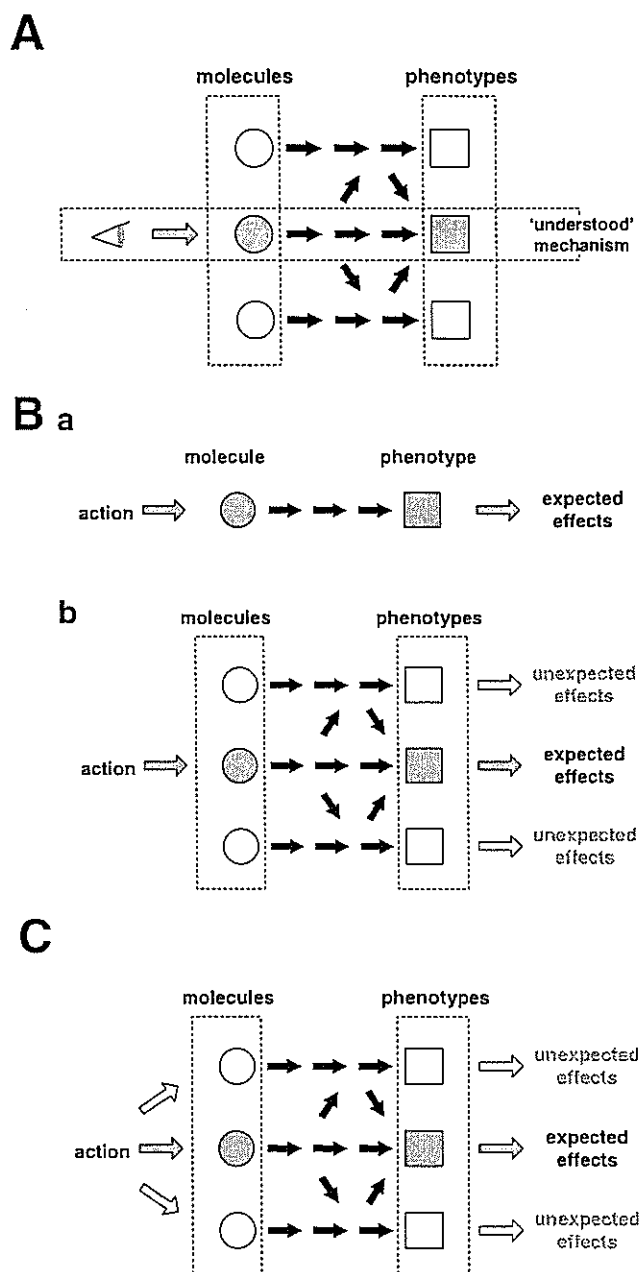 A
molecules phenotypes
'understood'
mechanism
B a
molecule phenotype
action
expected
effects
b
molecules phenotypes
unexpected
effects
action
expected
effects
unexpected
effects
C
molecules phenotypes
unexpected
effects
action
expected
effects
unexpected
effects